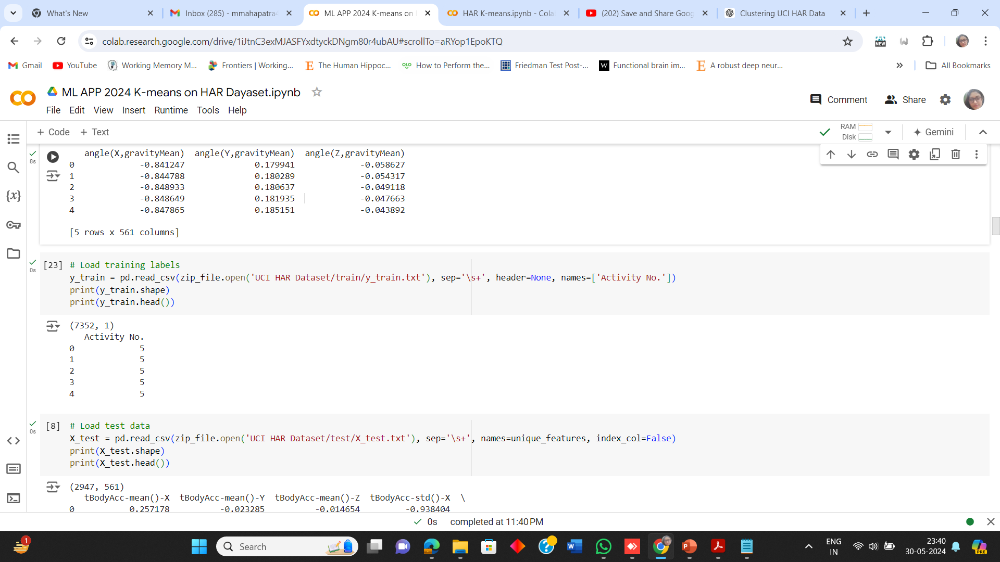 What's New
Inbox (285) - mmahapatra
ML APP 2024 K-means on
HAR K-means.ipynb - Cola
(202) Save and Share Goog
Clustering UCI HAR Data
colab.research.google.com/drive/1iJtnC3exMJASFYxdtyckDNgm80r4ubAU#scrollTo=aRYop1EpoKTQ
NEW
Gmail
YouTube
Working Memory M...
Frontiers | Working...
The Human Hippoc...
How to Perform the...
Friedman Test Post-...
Functional brain im...
A robust deep neur...
All Bookmarks
ML APP 2024 K-means on HAR Dayaset.ipynb
Comment
Share
File Edit View Insert Runtime Tools Help
+ Code + Text
RAM
Disk
Gemini
8s
angle(X,gravityMean) angle(Y,gravityMean) angle(Z,gravityMean)
0 -0.841247 0.179941 -0.058627
1 -0.844788 0.180289 -0.054317
2 -0.848933 0.180637 -0.049118
3 -0.848649 0.181935 -0.047663
4 -0.847865 0.185151 -0.043892
[5 rows x 561 columns]
0s
[23] # Load training labels
y_train = pd.read_csv(zip_file.open('UCI HAR Dataset/train/y_train.txt'), sep='\s+', header=None, names=['Activity No.'])
print(y_train.shape)
print(y_train.head())
(7352, 1)
Activity No.
0 5
1 5
2 5
3 5
4 5
0s
[8] # Load test data
X_test = pd.read_csv(zip_file.open('UCI HAR Dataset/test/X_test.txt'), sep='\s+', names=unique_features, index_col=False)
print(X_test.shape)
print(X_test.head())
(2947, 561)
tBodyAcc-mean()-X tBodyAcc-mean()-Y tBodyAcc-mean()-Z tBodyAcc-std()-X \
0 0.257178 -0.023285 -0.014654 -0.938404
0s completed at 11:40 PM
1
Search
ENG
IN
23:40
30-05-2024
PRE